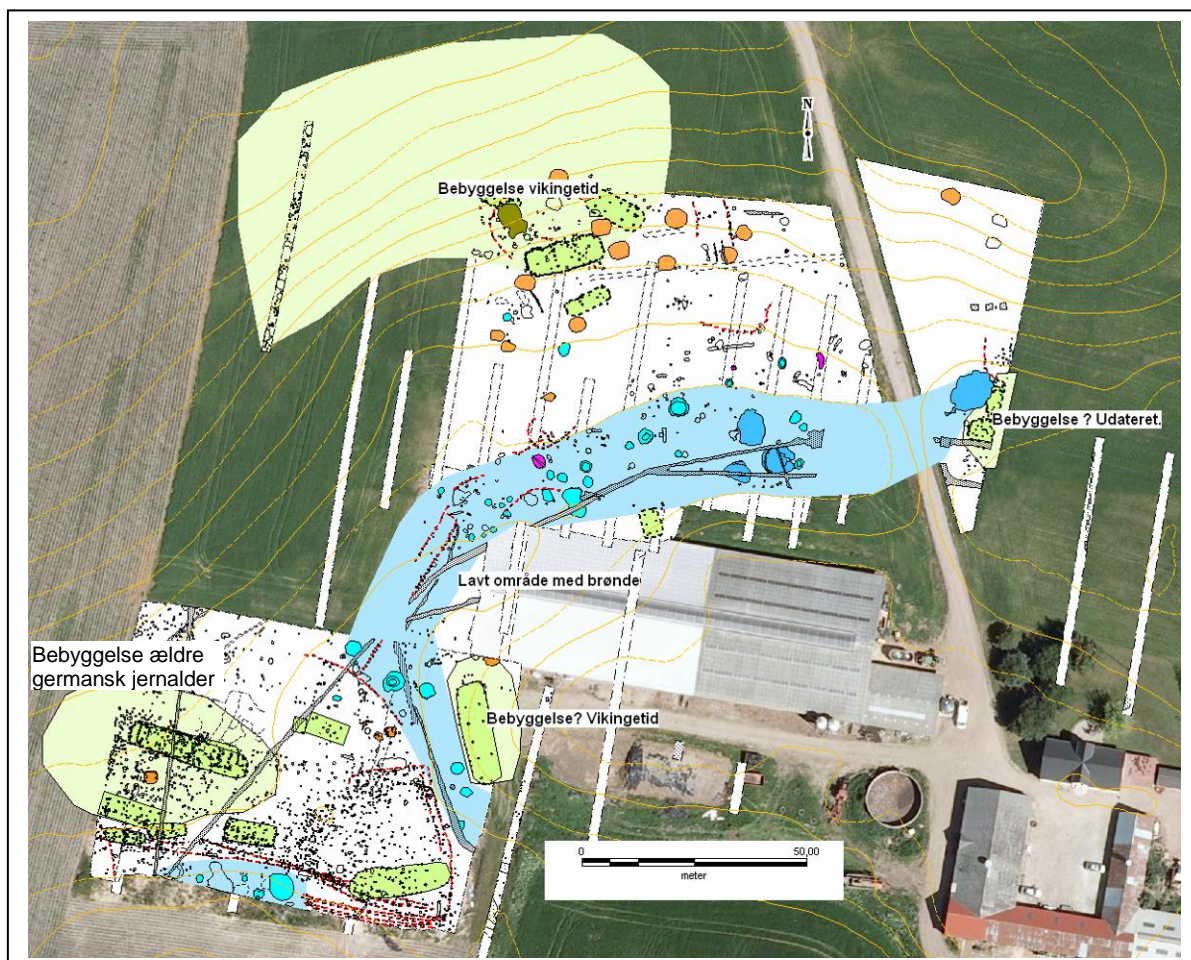 N
Bebyggelse vikingetid
Bebyggelse ? Udateret.
Lavt område med brønde
Bebyggelse ældre
germansk jernalder
Bebyggelse? Vikingetid
0 50,00
meter